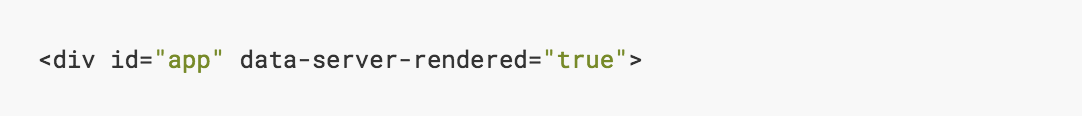 <div id="app" data-server-rendered="true">